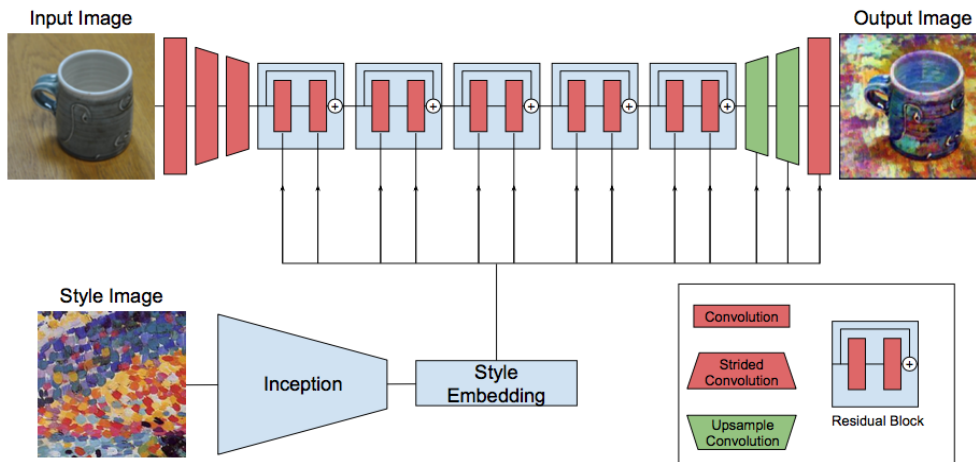 Input Image
Output Image
Style Image
Inception
Style
Embedding
Convolution
Strided
Convolution
Upsample
Convolution
Residual Block